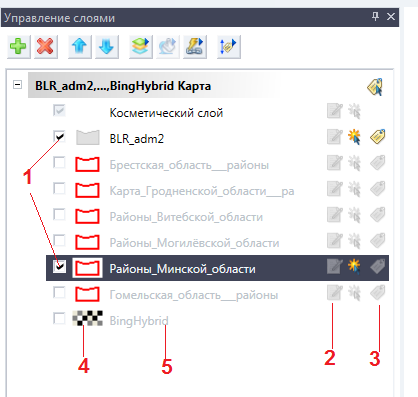 Управление слоями
BLR_adm2,...,BingHybrid Карта
Косметический слой
BLR_adm2
Брестская_область___районы
Карта_Гродненской_области___ра
Районы_Витебской_области
Районы_Могилёвской_области
1
Районы_Минской_области
Гомельская_область___районы
BingHybrid
4
5
2
3